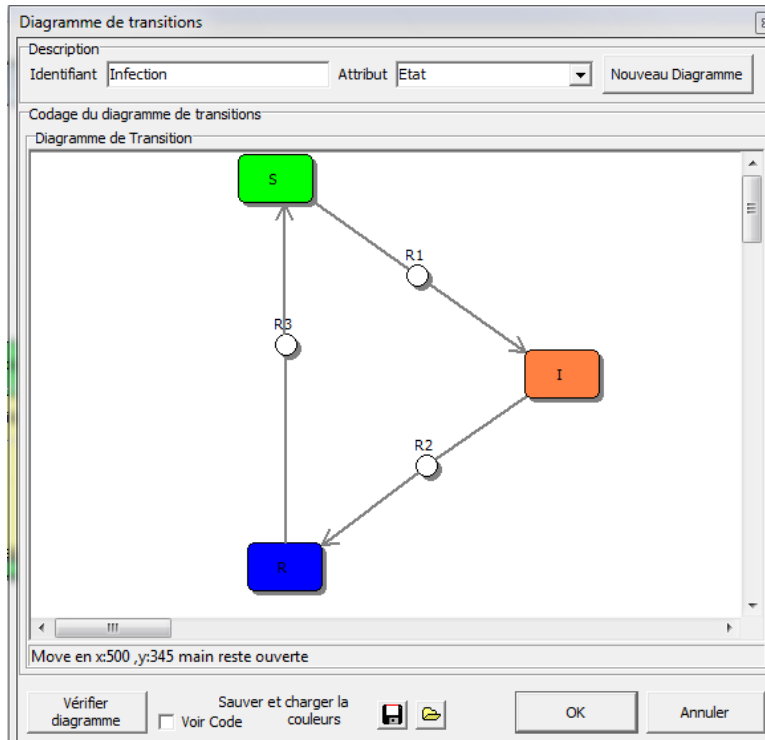 Diagramme de transitions
Description
Identifiant Infection Attribut Etat Nouveau Diagramme
Codage du diagramme de transitions
Diagramme de Transition
S
R1
R3
I
R2
R
Move en x:500 ,y:345 main reste ouverte
Vérifier diagramme
Voir Code
Sauver et charger la couleurs
OK
Annuler